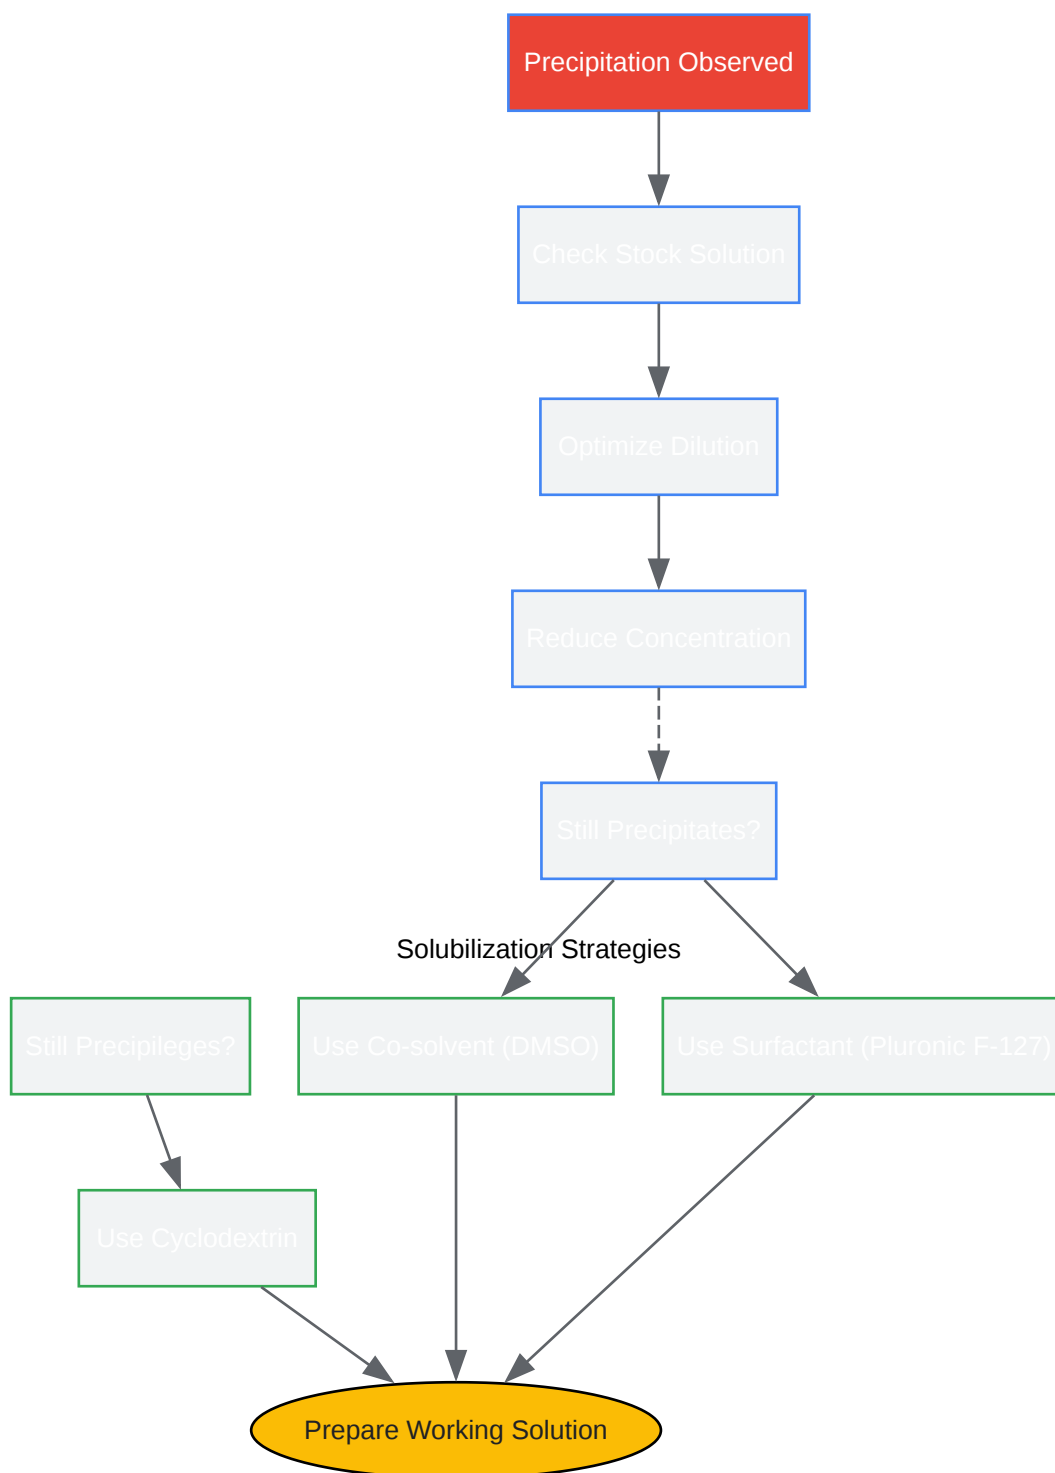 Precipitation Observed
Check Stock Solution
Optimize Dilution
Reduce Concentration
Still Precipitates?
Solubilization Strategies
Still Precipileges?
Use Co-solvent (DMSO)
Use Surfactant (Pluronic F-127)
Use Cyclodextrin
Prepare Working Solution